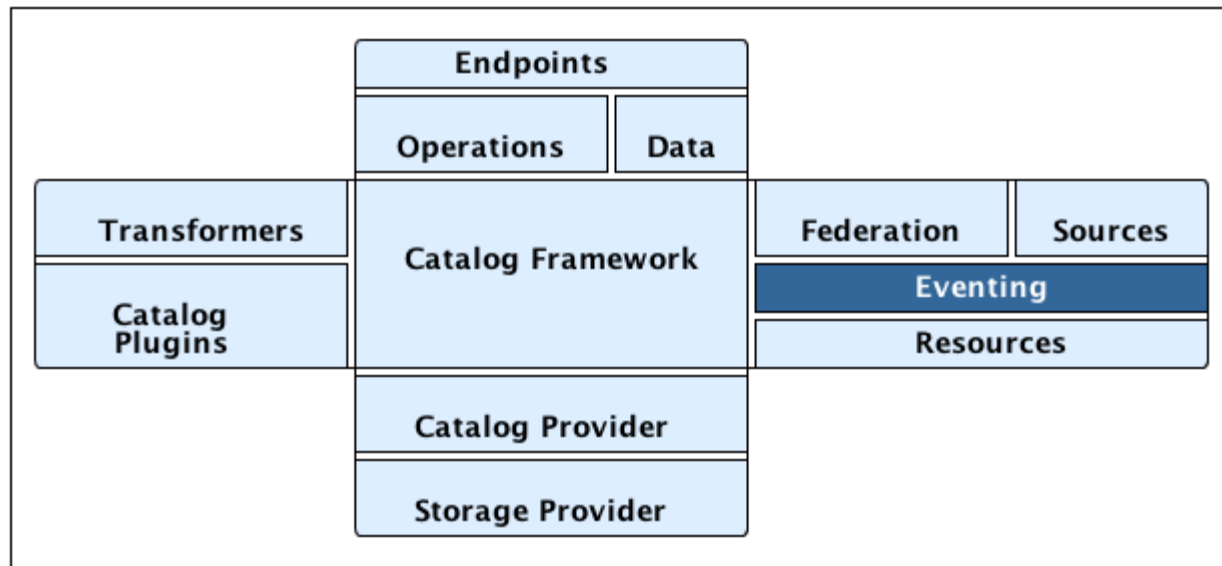 Endpoints
Operations
Data
Transformers
Catalog Framework
Federation
Sources
Eventing
Catalog
Plugins
Resources
Catalog Provider
Storage Provider